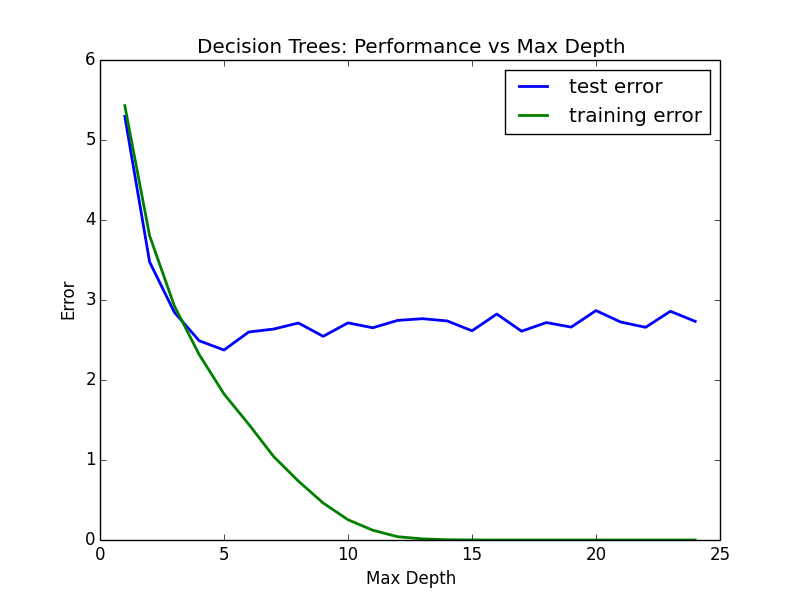 Decision Trees: Performance vs Max Depth
test error
training error
6
5
4
3
2
1
0
Error
0 5 10 15 20 25
Max Depth